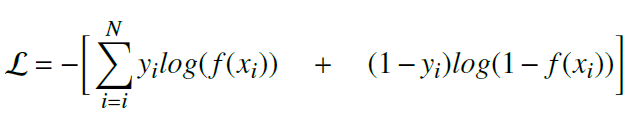 ℒ = −[ ∑_{i=i}^{N} y_i log(f(x_i)) + (1 − y_i)log(1 − f(x_i)) ]